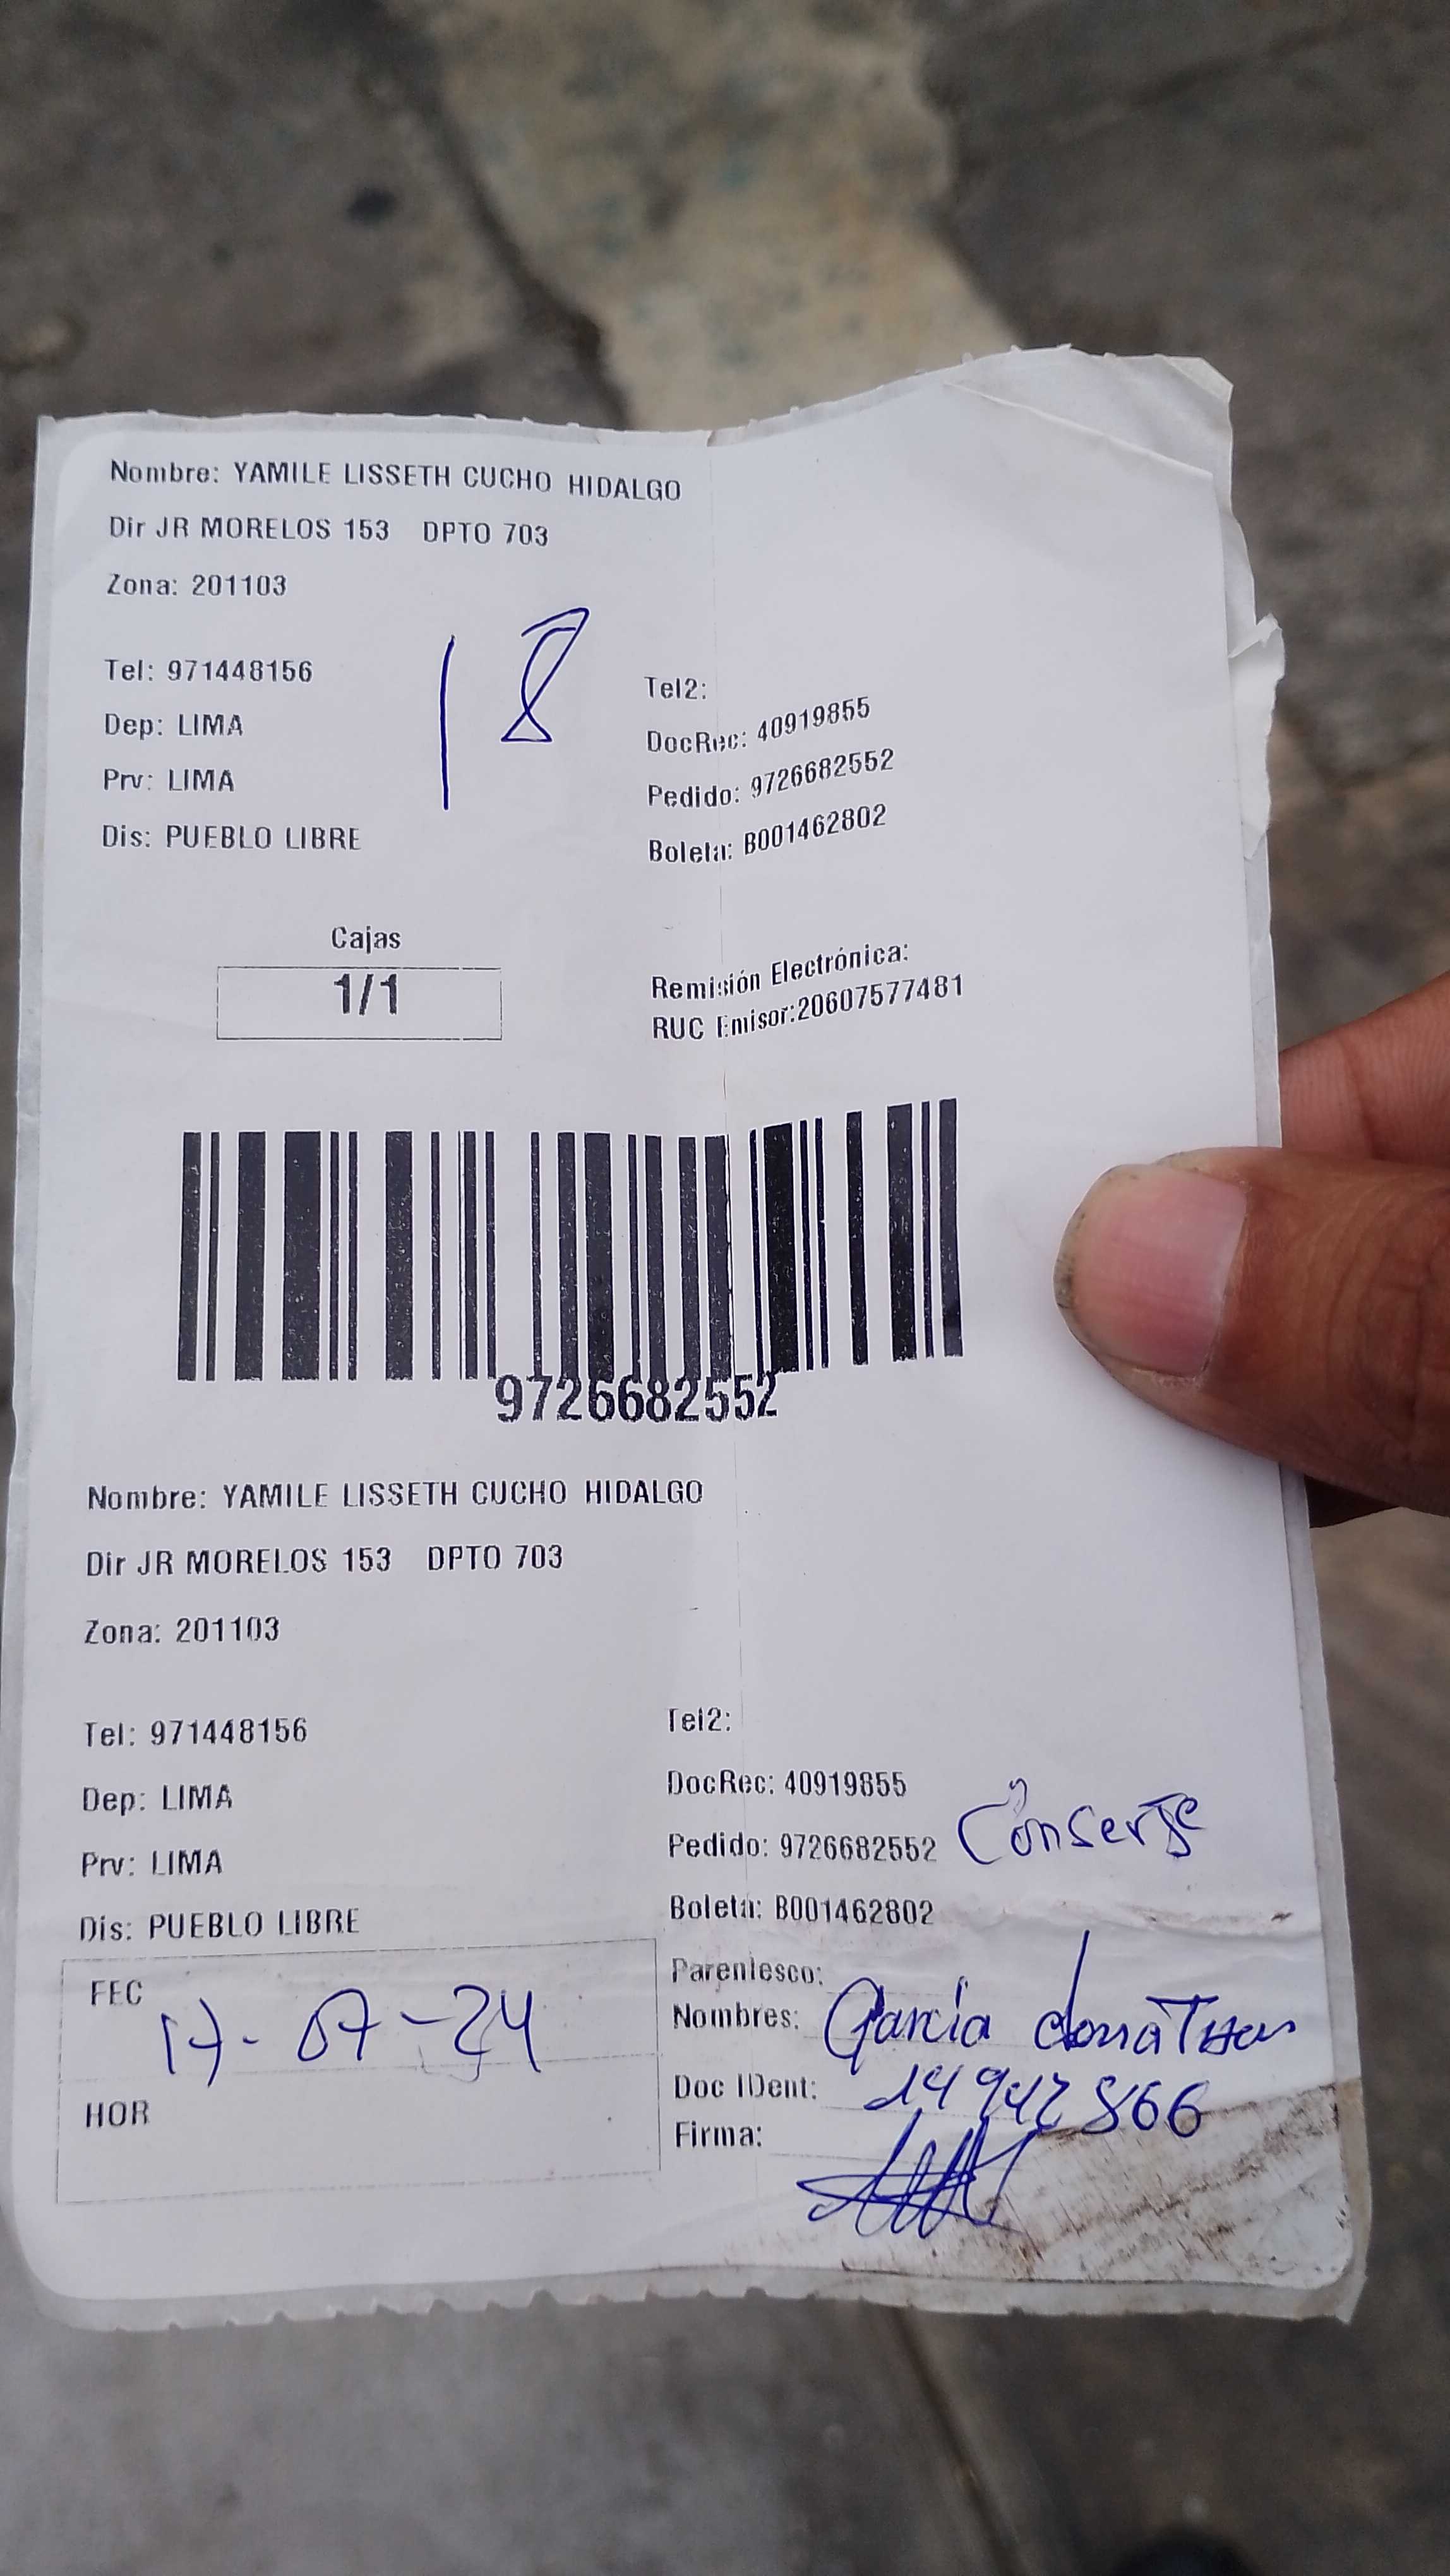 Nombre: YAMILE LISSETH CUCHO HIDALGO
Dir JR MORELOS 153 DPTO 703
Zona: 201103
18
Tel: 971448156
Tel2:
Dep: LIMA
DocRec: 40919855
Prv: LIMA
Pedido: 9726682552
Dis: PUEBLO LIBRE
Boleta: B001462802
Cajas
1/1
Remisión Electrónica:
RUC Emisor:20607577481
9726682552
Nombre: YAMILE LISSETH CUCHO HIDALGO
Dir JR MORELOS 153 DPTO 703
Zona: 201103
Tel: 971448156
Tel2:
Dep: LIMA
DocRec: 40919855
Conserje
Prv: LIMA
Pedido: 9726682552
Dis: PUEBLO LIBRE
Boleta: B001462802
FEC
17-07-24
Parentesco:
Nombres: Garcia
Doc IDent:
HOR
Firma: